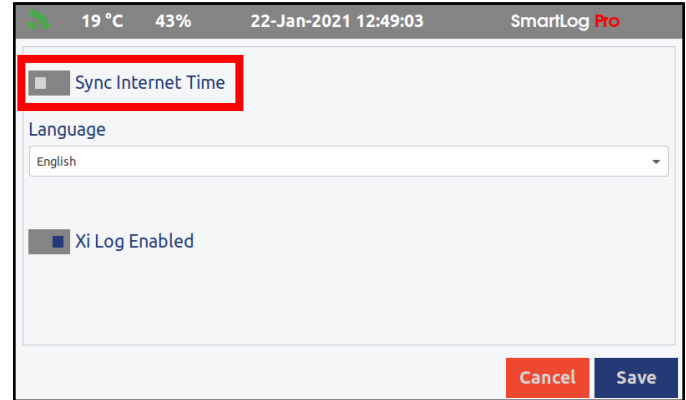 19 °C 43% 22-Jan-2021 12:49:03 SmartLog Pro
Sync Internet Time
Language
English
Xi Log Enabled
Cancel Save